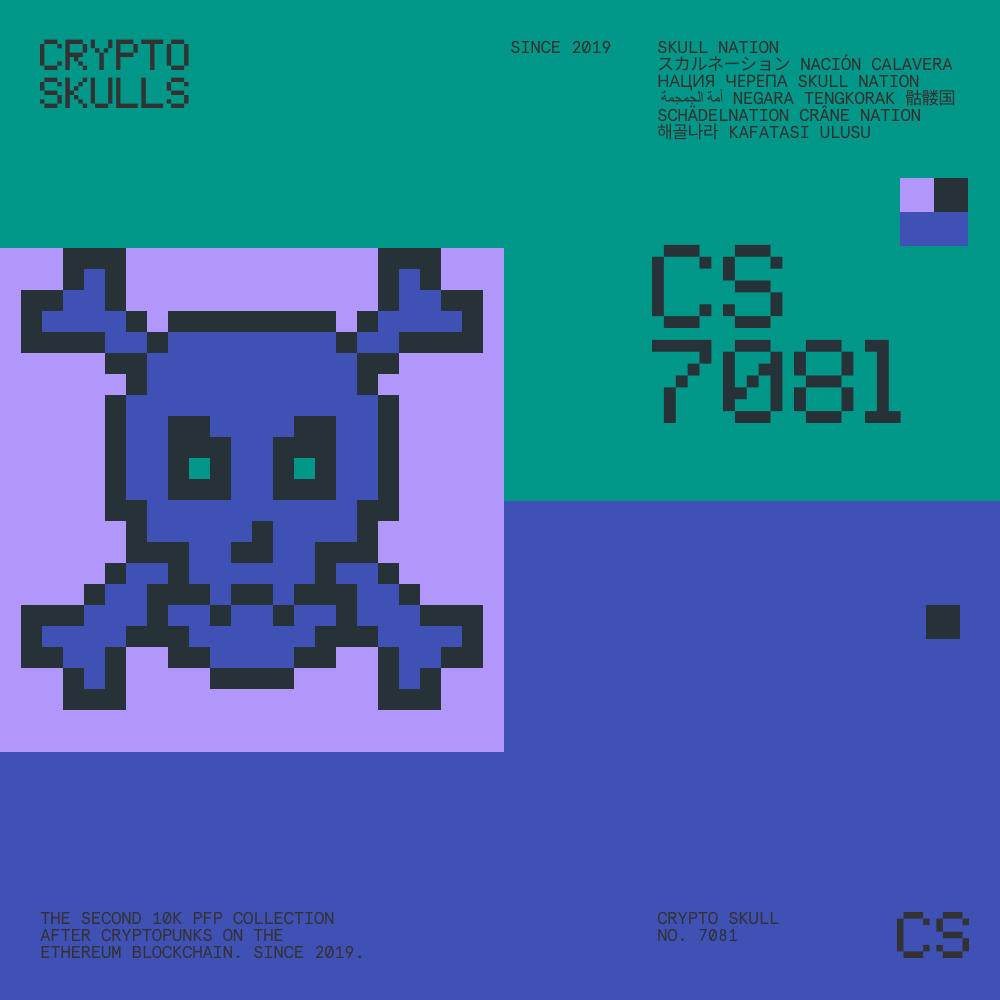 CRYPTO
SKULLS
SINCE 2019
SKULL NATION
スカルネーション NACIÓN CALAVERA
НАЦИЯ ЧЕРЕПА SKULL NATION
أمة الجمجمة NEGARA TENGKORAK 骷髅国
SCHÄDELNATION CRÂNE NATION
해골나라 KAFATASI ULUSU
CS
7081
THE SECOND 10K PFP COLLECTION
AFTER CRYPTOPUNKS ON THE
ETHEREUM BLOCKCHAIN. SINCE 2019.
CRYPTO SKULL
NO. 7081
CS